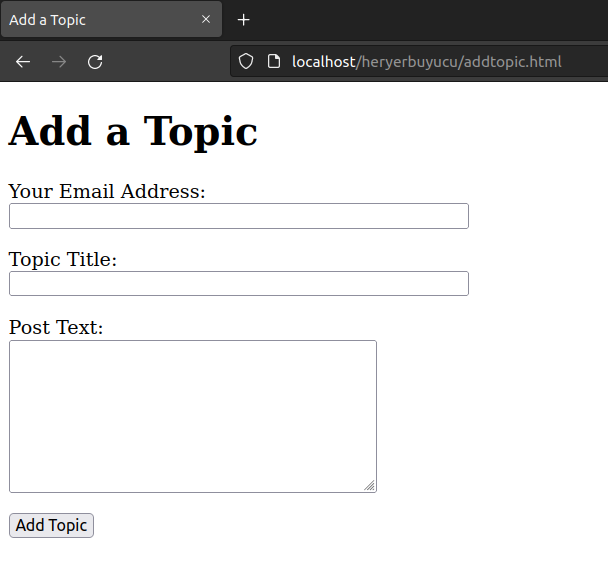 Add a Topic
localhost/heryerbuyucu/addtopic.html
Add a Topic
Your Email Address:
Topic Title:
Post Text:
Add Topic